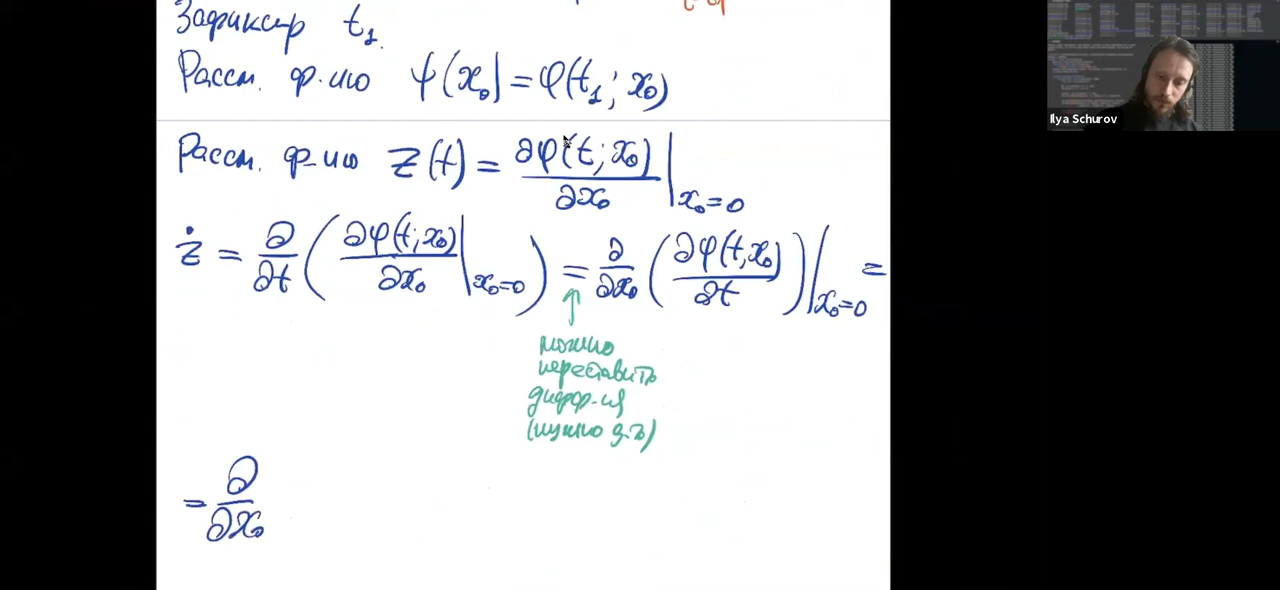 Зафиксир t₁.
Рассм. ф-ию ψ(x₀) = φ(t₁; x₀)
Рассм. ф-ию z(t) = ∂φ(t; x₀)/∂x₀ |x₀=0
ż = ∂/∂t (∂φ(t; x₀)/∂x₀ |x₀=0) = ∂/∂x₀ (∂φ(t, x₀)/∂t) |x₀=0 =
можно
переставить
дифф-ия
(нужно д-ть)
= ∂/∂x₀
Ilya Schurov